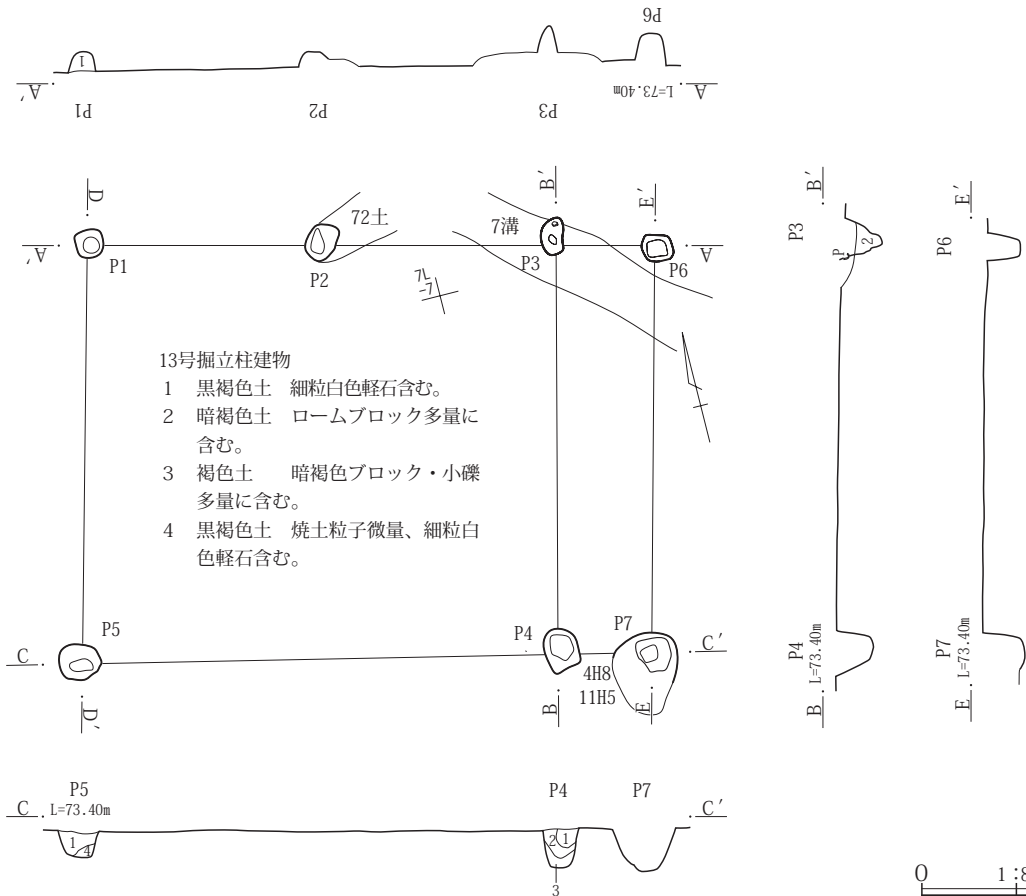 P6
1
A′
P1
P2
P3
L=73.40m
A
D
B′
E′
72土
7溝
A′
P1
P2
P3
P6
A
7L
-7
13号掘立柱建物
1 黒褐色土 細粒白色軽石含む。
2 暗褐色土 ロームブロック多量に
含む。
3 褐色土 暗褐色ブロック・小礫
多量に含む。
4 黒褐色土 焼土粒子微量、細粒白
色軽石含む。
P5
P4
P7
C
C′
4H8
11H5
D′
B
E
B′
P3
P
2
P4
L=73.40m
B
E′
P6
P7
L=73.40m
E
P5
P4
P7
C
L=73.40m
C′
1
4
2
1
3
0